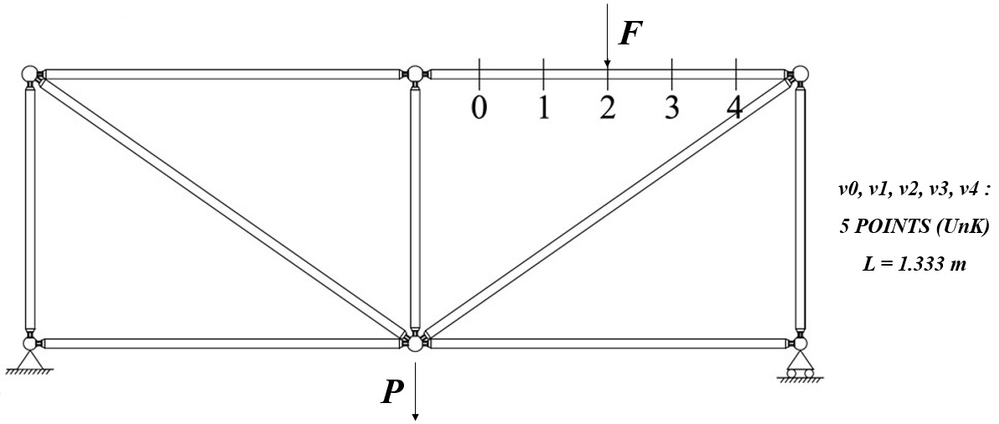 F
0 1 2 3 4
v0, v1, v2, v3, v4 :
5 POINTS (UnK)
L = 1.333 m
P